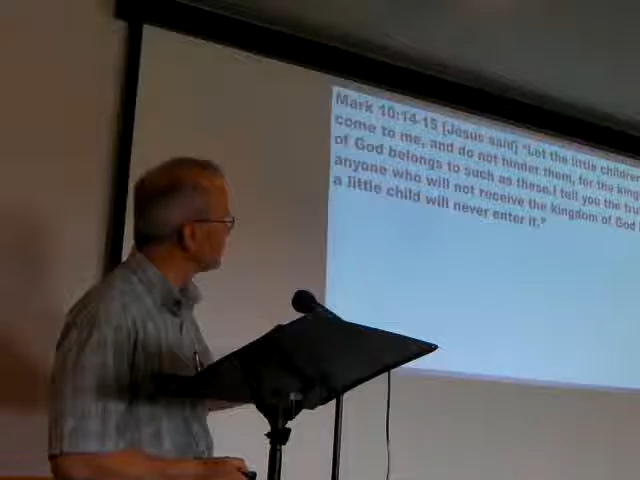 Mark 10:14-15 [Jesus said] "Let the little children
come to me, and do not hinder them, for the king
of God belongs to such as these. I tell you the tru
anyone who will not receive the kingdom of God
a little child will never enter it."